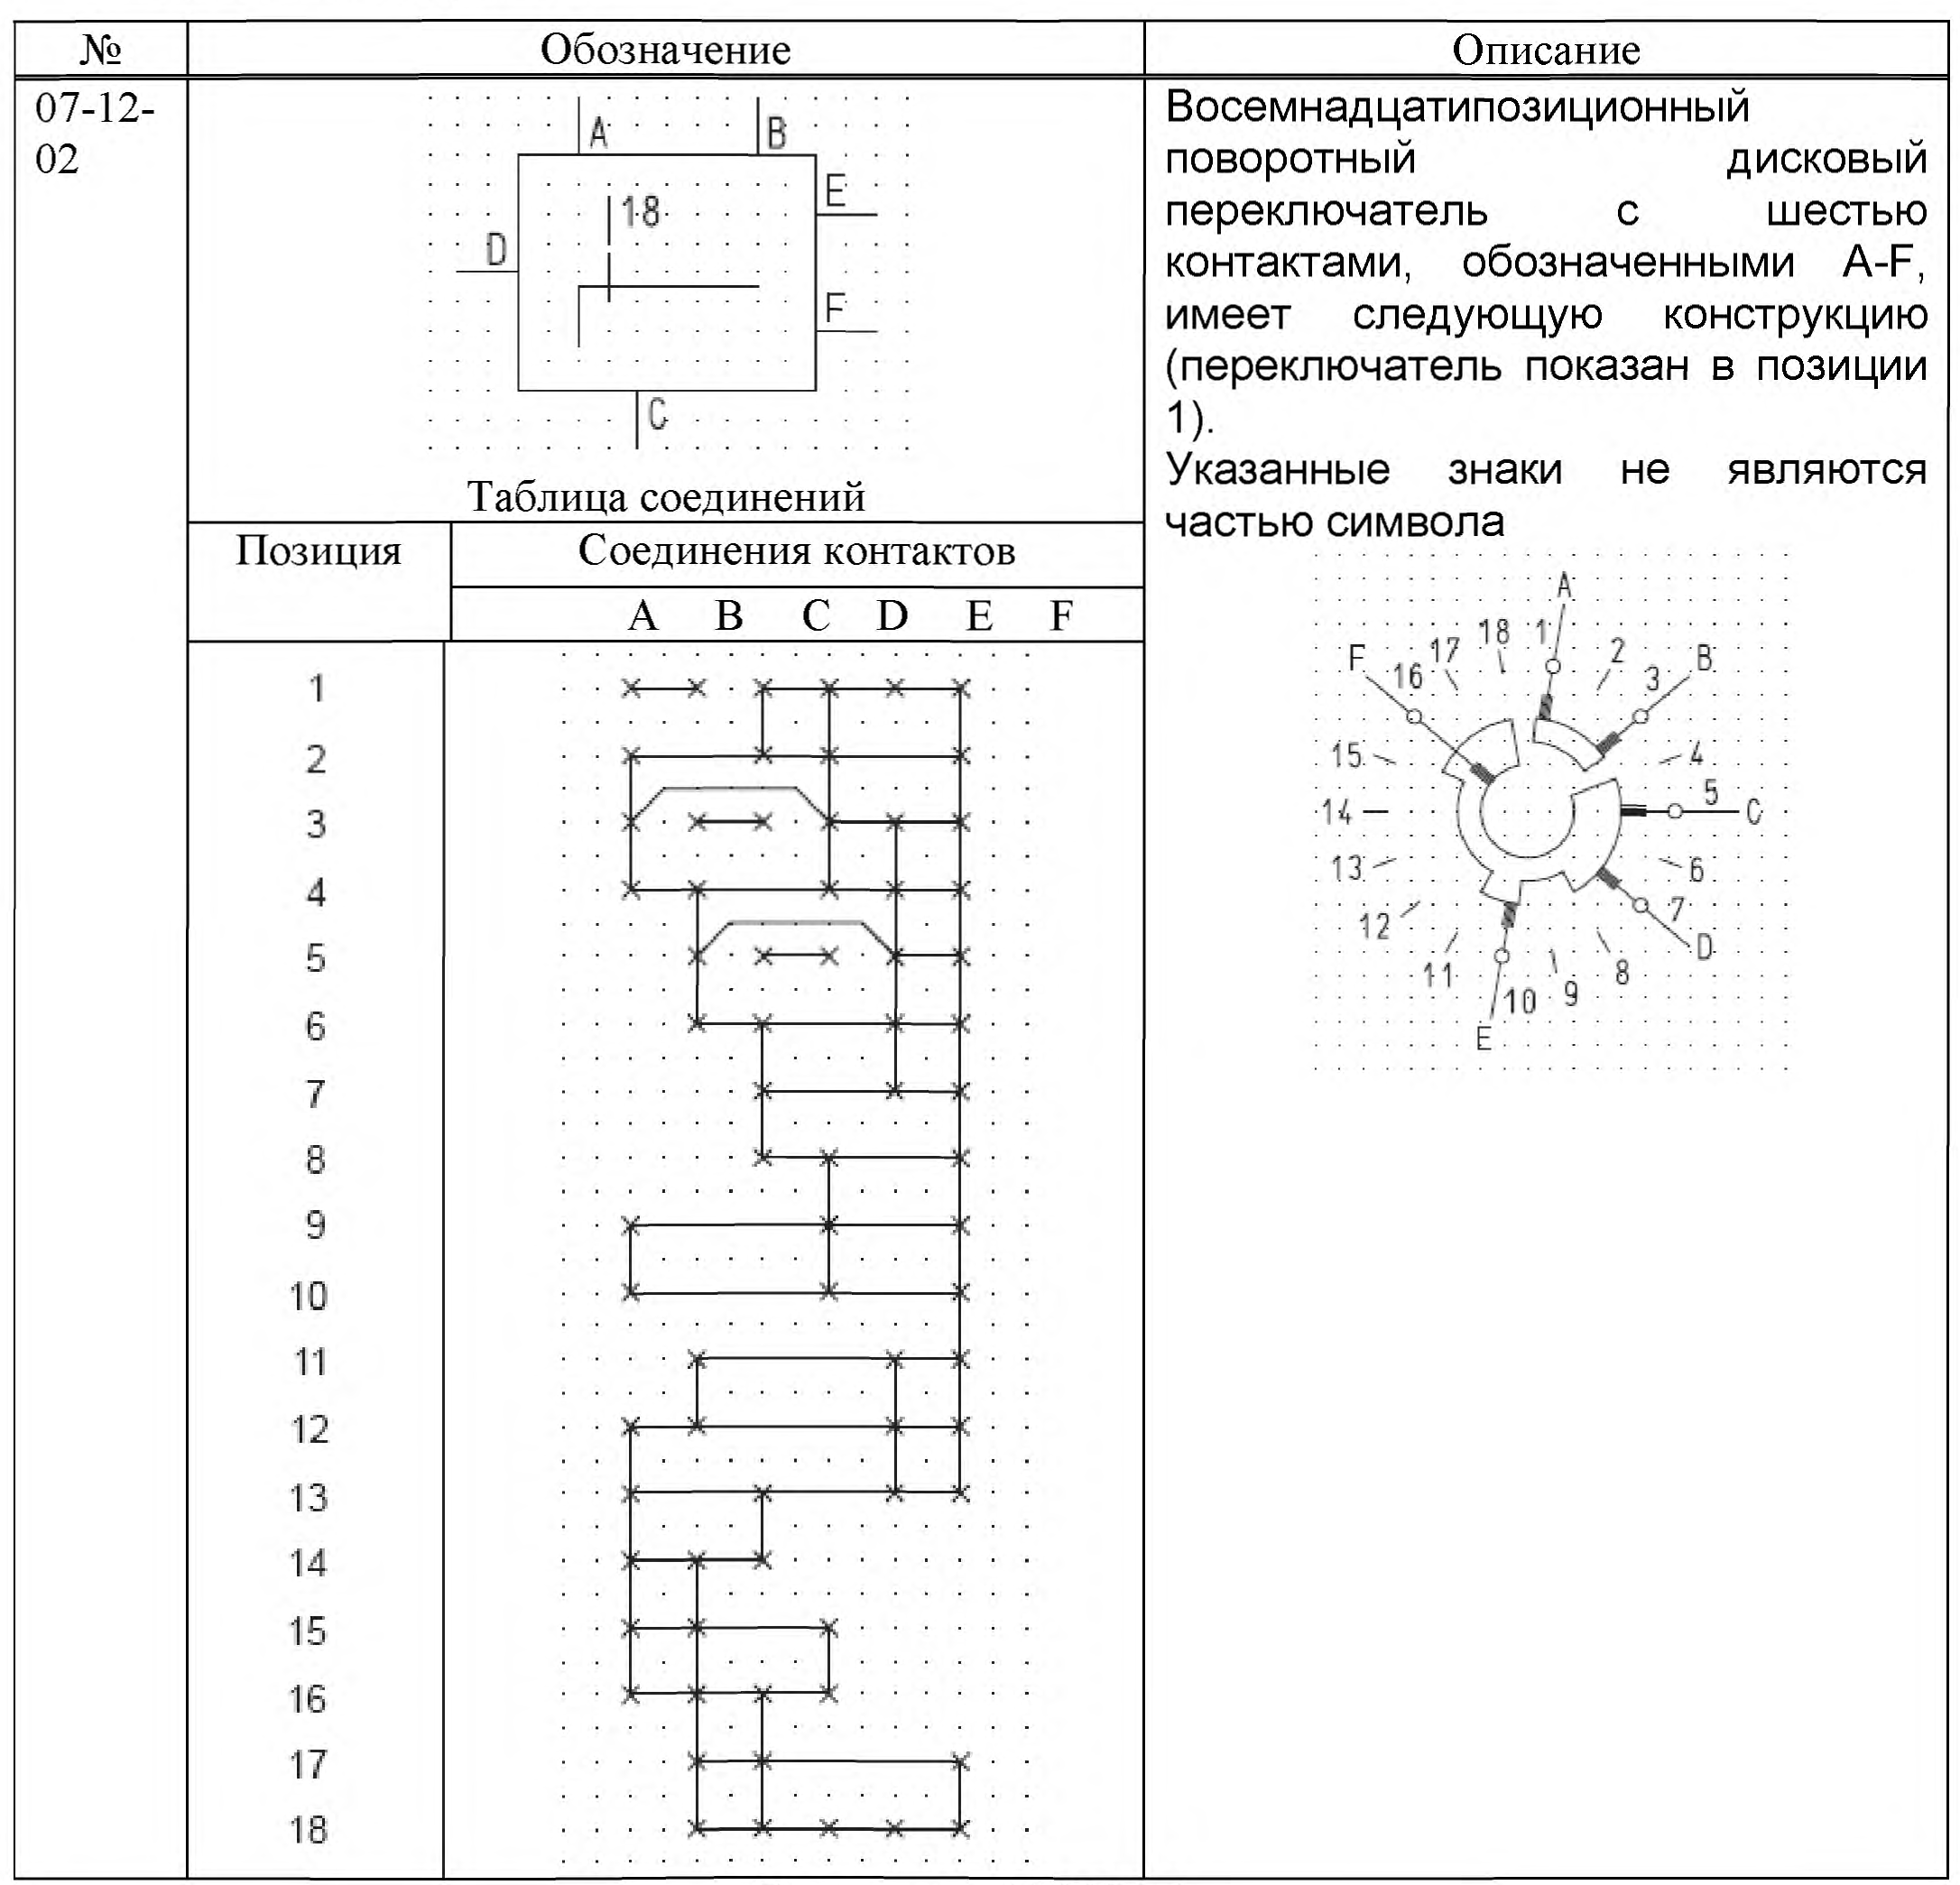 № Обозначение Описание
07-12-
02
A B
E
18
D
F
C
Таблица соединений
Позиция Соединения контактов
A B C D E F
1
2
3
4
5
6
7
8
9
10
11
12
13
14
15
16
17
18
Восемнадцатипозиционный
поворотный дисковый
переключатель с шестью
контактами, обозначенными A-F,
имеет следующую конструкцию
(переключатель показан в позиции
1).
Указанные знаки не являются
частью символа
A
F 17 18 1 2 B
16 3
15 4
14 5 C
13 6
12 7
11 8 D
10 9
E